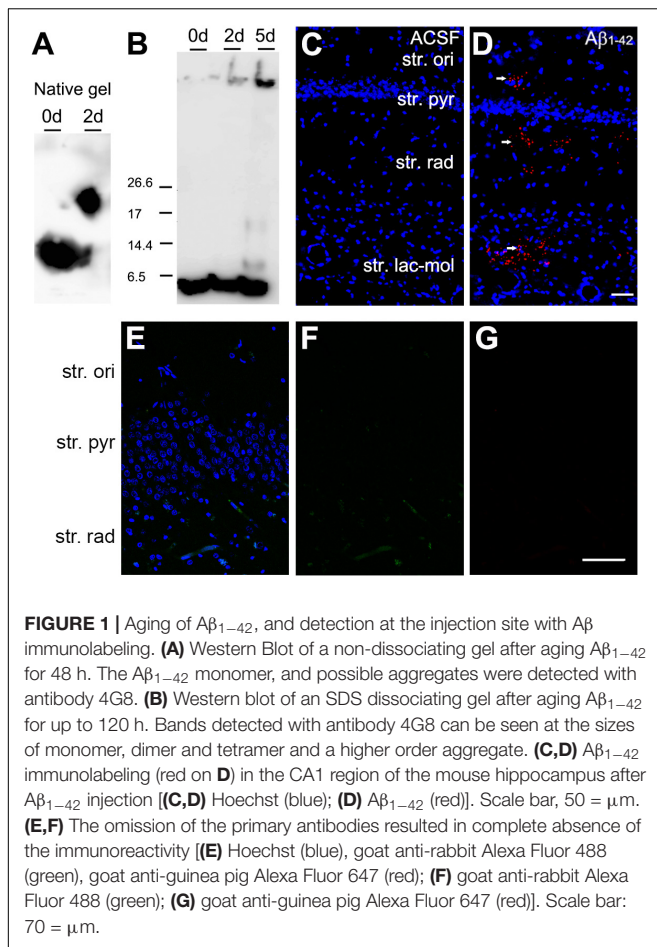 A
B
C
ACSF
D
Aβ1−42
0d 2d 5d
str. ori
Native gel
0d 2d
str. pyr
str. rad
26.6
17
14.4
6.5
str. lac-mol
E
F
G
str. ori
str. pyr
str. rad
FIGURE 1 | Aging of Aβ1−42, and detection at the injection site with Aβ
immunolabeling. (A) Western Blot of a non-dissociating gel after aging Aβ1−42
for 48 h. The Aβ1−42 monomer, and possible aggregates were detected with
antibody 4G8. (B) Western blot of an SDS dissociating gel after aging Aβ1−42
for up to 120 h. Bands detected with antibody 4G8 can be seen at the sizes
of monomer, dimer and tetramer and a higher order aggregate. (C,D) Aβ1−42
immunolabeling (red on D) in the CA1 region of the mouse hippocampus after
Aβ1−42 injection [(C,D) Hoechst (blue); (D) Aβ1−42 (red)]. Scale bar, 50 = μm.
(E,F) The omission of the primary antibodies resulted in complete absence of
the immunoreactivity [(E) Hoechst (blue), goat anti-rabbit Alexa Fluor 488
(green), goat anti-guinea pig Alexa Fluor 647 (red); (F) goat anti-rabbit Alexa
Fluor 488 (green); (G) goat anti-guinea pig Alexa Fluor 647 (red)]. Scale bar:
70 = μm.